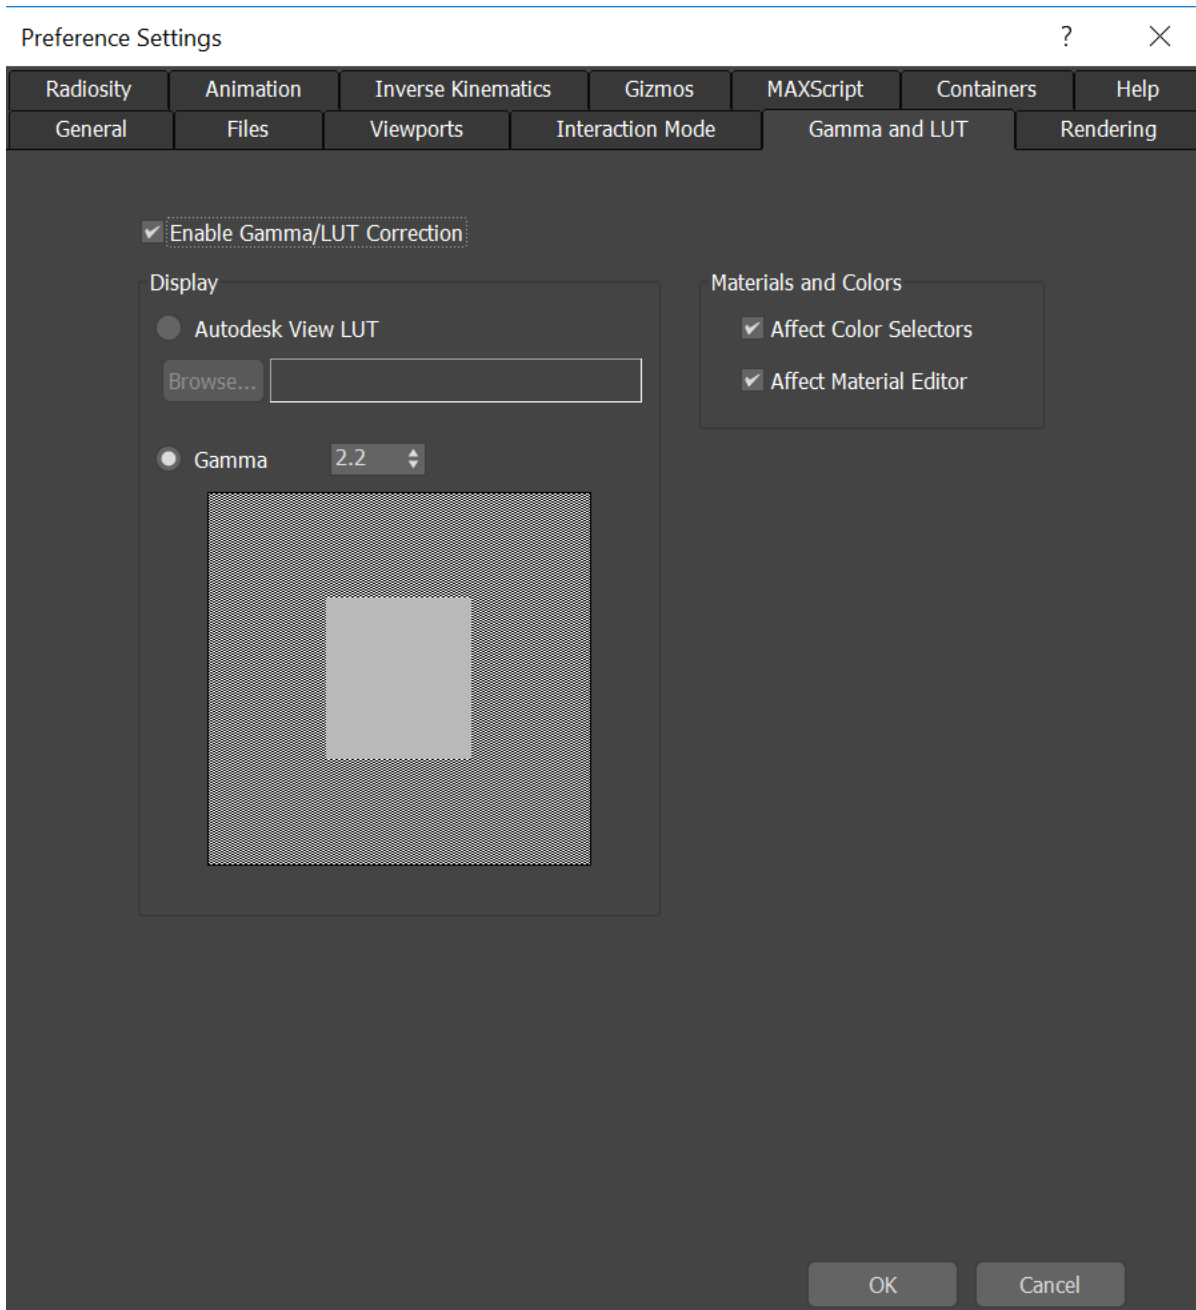 Preference Settings ?
Radiosity Animation Inverse Kinematics Gizmos MAXScript Containers Help
General Files Viewports Interaction Mode Gamma and LUT Rendering
Enable Gamma/LUT Correction
Display
Materials and Colors
Autodesk View LUT
Affect Color Selectors
Browse...
Affect Material Editor
Gamma 2.2
OK Cancel